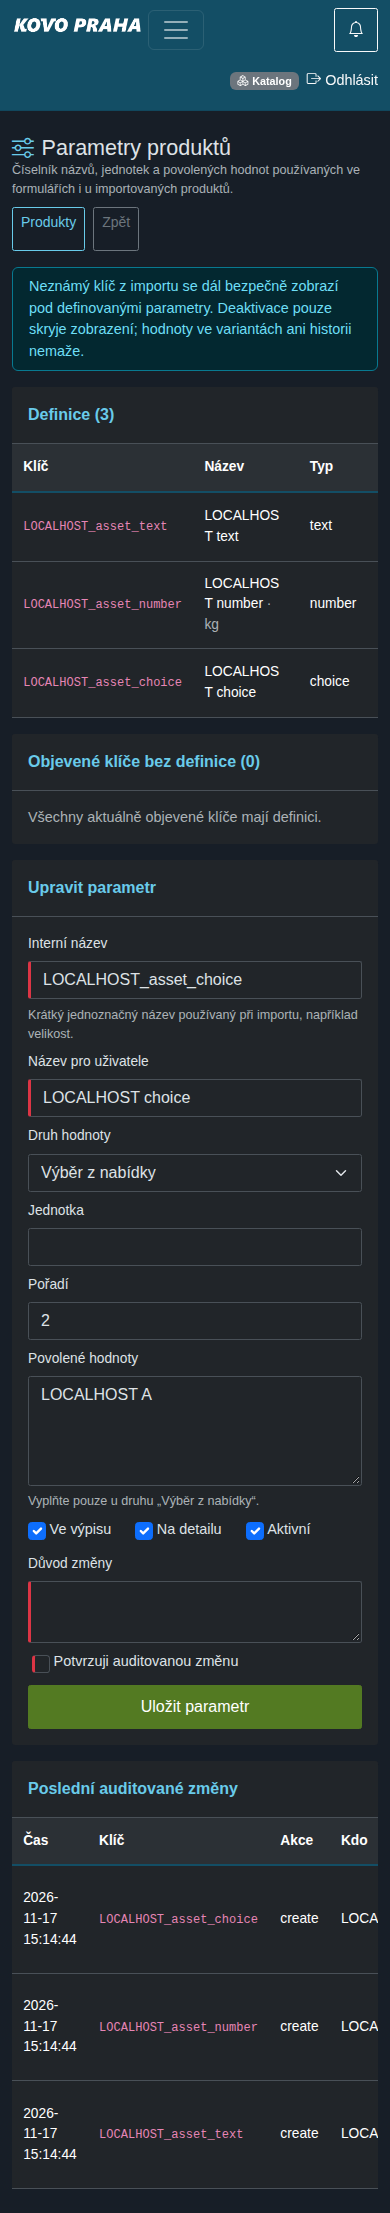 KOVO PRAHA
Katalog Odhlásit
Parametry produktů
Číselník názvů, jednotek a povolených hodnot používaných ve
formulářích i u importovaných produktů.
Produkty Zpět
Neznámý klíč z importu se dál bezpečně zobrazí
pod definovanými parametry. Deaktivace pouze
skryje zobrazení; hodnoty ve variantách ani historii
nemaže.
Definice (3)
Klíč Název Typ
LOCALHOST_asset_text LOCALHOS
T text text
LOCALHOST_asset_number LOCALHOS
T number ·
kg number
LOCALHOST_asset_choice LOCALHOS
T choice choice
Objevené klíče bez definice (0)
Všechny aktuálně objevené klíče mají definici.
Upravit parametr
Interní název
LOCALHOST_asset_choice
Krátký jednoznačný název používaný při importu, například
velikost.
Název pro uživatele
LOCALHOST choice
Druh hodnoty
Výběr z nabídky
Jednotka
Pořadí
2
Povolené hodnoty
LOCALHOST A
Vyplňte pouze u druhu „Výběr z nabídky“.
Ve výpisu Na detailu Aktivní
Důvod změny
Potvrzuji auditovanou změnu
Uložit parametr
Poslední auditované změny
Čas Klíč Akce Kdo
2026-
11-17
15:14:44 LOCALHOST_asset_choice create LOCA
2026-
11-17
15:14:44 LOCALHOST_asset_number create LOCA
2026-
11-17
15:14:44 LOCALHOST_asset_text create LOCA